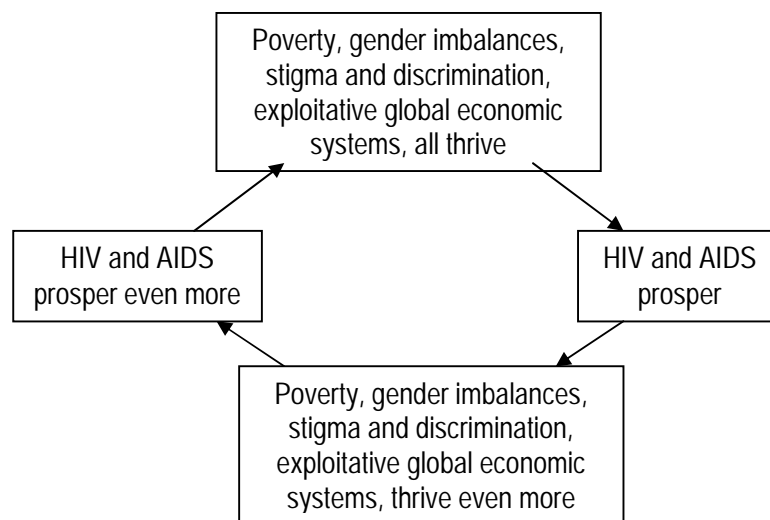 Poverty, gender imbalances,
stigma and discrimination,
exploitative global economic
systems, all thrive
HIV and AIDS
prosper even more
HIV and AIDS
prosper
Poverty, gender imbalances,
stigma and discrimination,
exploitative global economic
systems, thrive even more